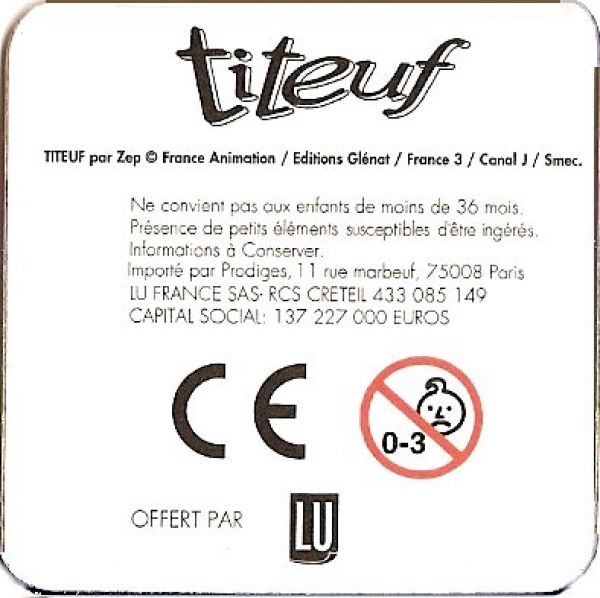 titeuf
TITEUF par Zep © France Animation / Editions Glénat / France 3 / Canal J / Smec.
Ne convient pas aux enfants de moins de 36 mois.
Présence de petits éléments susceptibles d'être ingérés.
Informations à Conserver.
Importé par Prodiges, 11 rue marbeuf, 75008 Paris
LU FRANCE SAS- RCS CRETEIL 433 085 149
CAPITAL SOCIAL: 137 227 000 EUROS
CE
0-3
OFFERT PAR LU